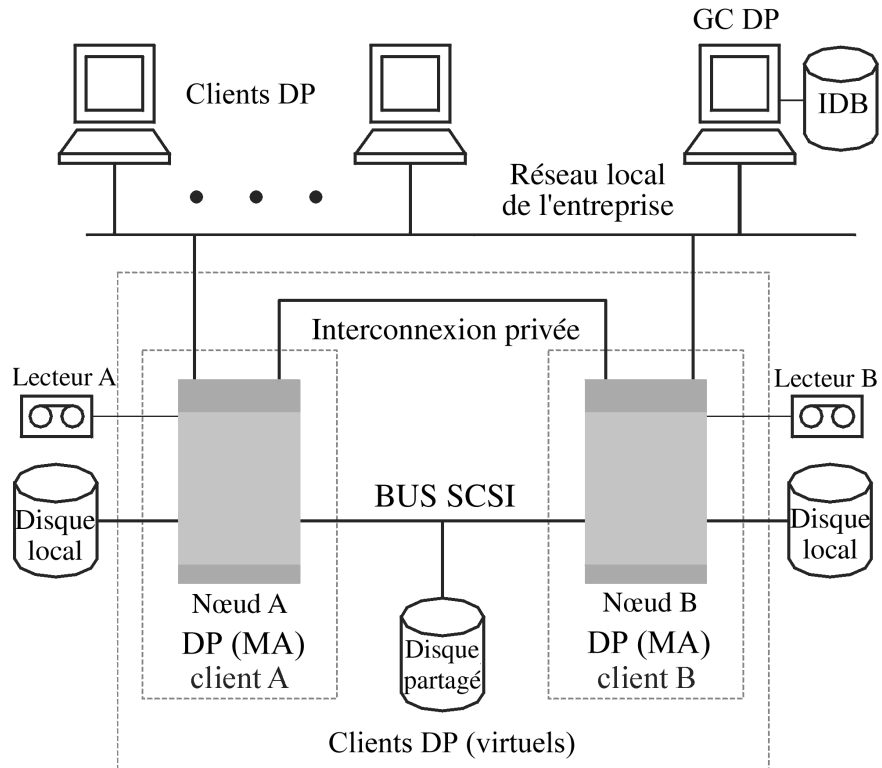 GC DP
Clients DP
IDB
Réseau local
de l'entreprise
Interconnexion privée
Lecteur A
Lecteur B
BUS SCSI
Disque
local
Disque
local
Nœud A
DP (MA)
client A
Disque
partagé
Nœud B
DP (MA)
client B
Clients DP (virtuels)